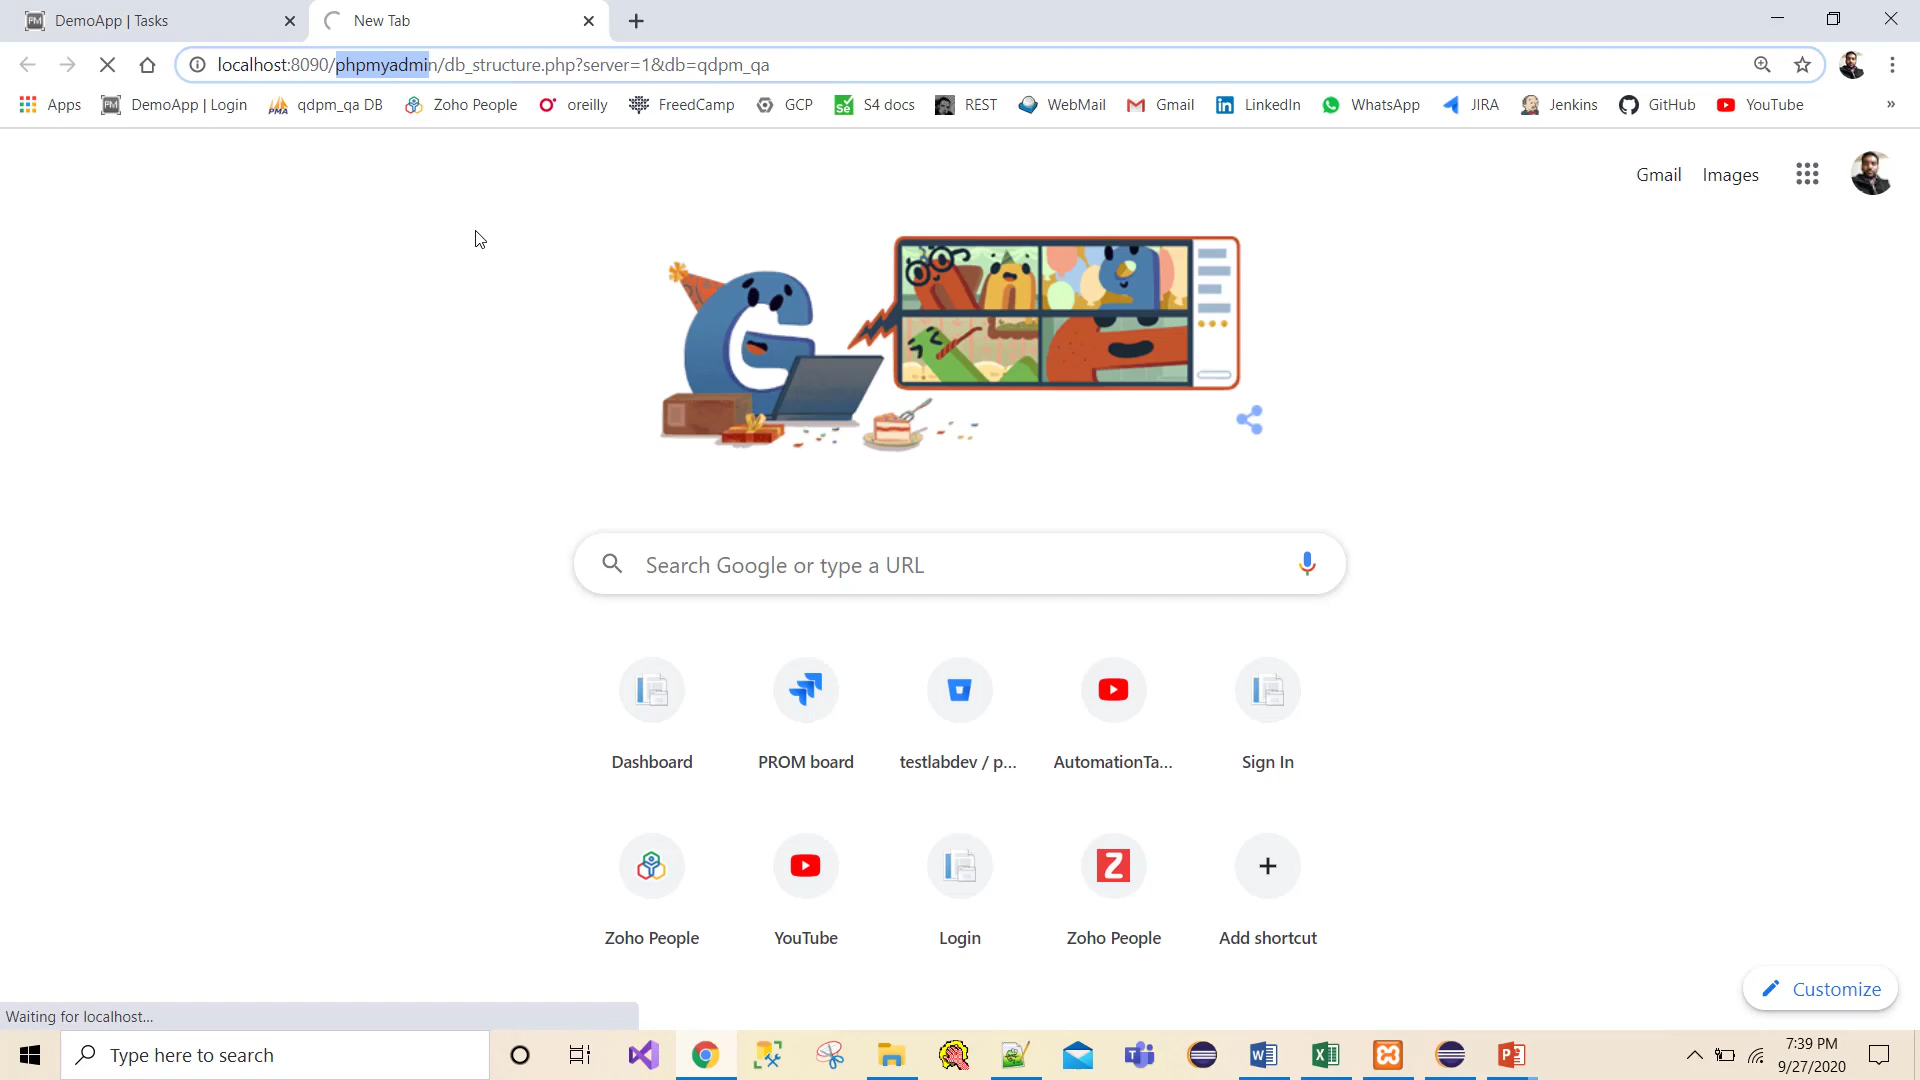 DemoApp | Tasks
New Tab
localhost:8090/phpmyadmin/db_structure.php?server=1&db=qdpm_qa
Apps
DemoApp | Login
qdpm_qa DB
Zoho People
oreilly
FreedCamp
GCP
S4 docs
REST
WebMail
Gmail
LinkedIn
WhatsApp
JIRA
Jenkins
GitHub
YouTube
»
Gmail
Images
Search Google or type a URL
Dashboard
PROM board
testlabdev / p...
AutomationTa...
Sign In
Zoho People
YouTube
Login
Zoho People
Add shortcut
Customize
Waiting for localhost...
Type here to search
7:39 PM
9/27/2020